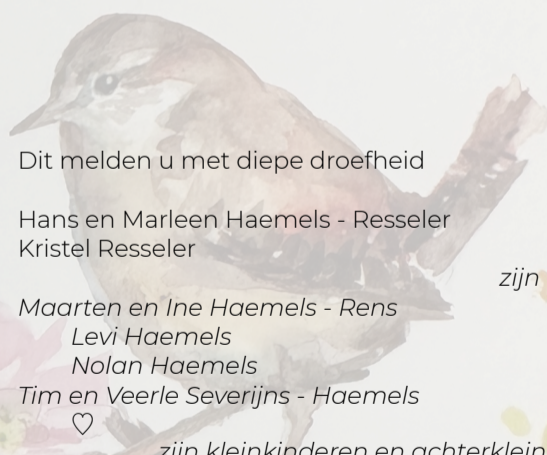 Dit melden u met diepe droefheid
Hans en Marleen Haemels - Resseler
Kristel Resseler
zijn
Maarten en Ine Haemels - Rens
Levi Haemels
Nolan Haemels
Tim en Veerle Severijns - Haemels
♡
zijn kleinkinderen en achterklein